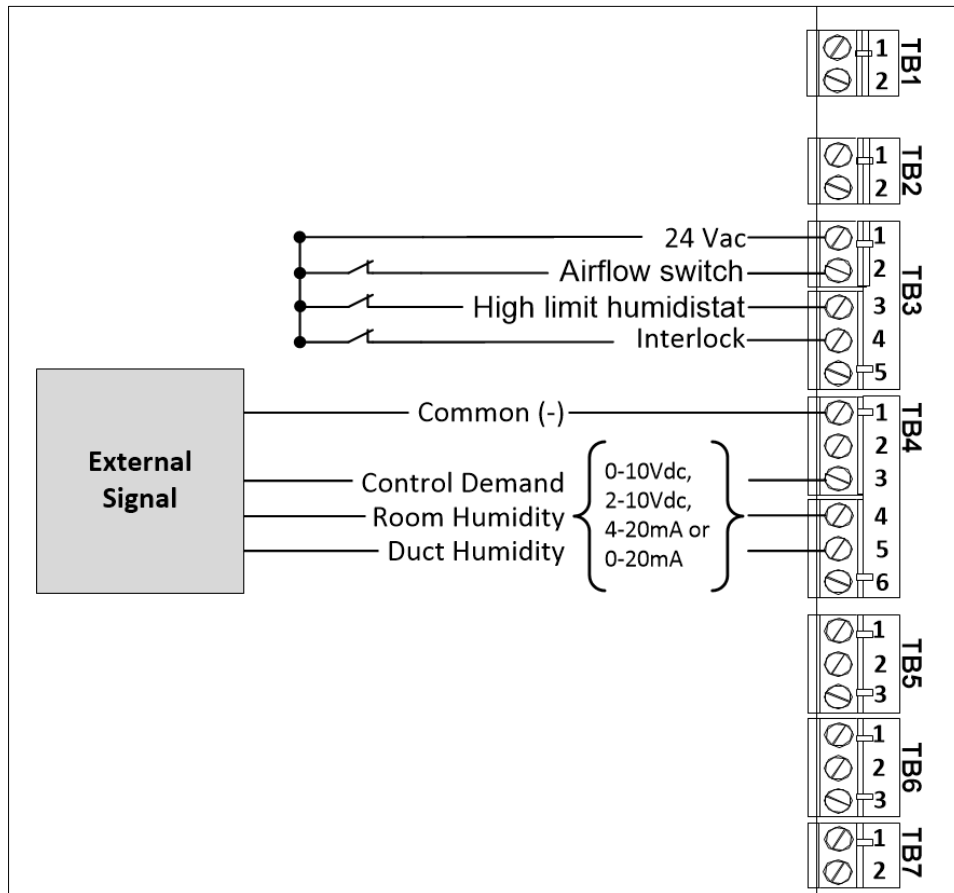 1
2
TB1
1
2
TB2
24 Vac
1
Airflow switch
2
High limit humidistat
3
Interlock
4
5
TB3
External
Signal
Common (-)
1
2
Control Demand
3
Room Humidity
4
Duct Humidity
5
6
0-10Vdc,
2-10Vdc,
4-20mA or
0-20mA
TB4
1
2
3
TB5
1
2
3
TB6
1
2
TB7